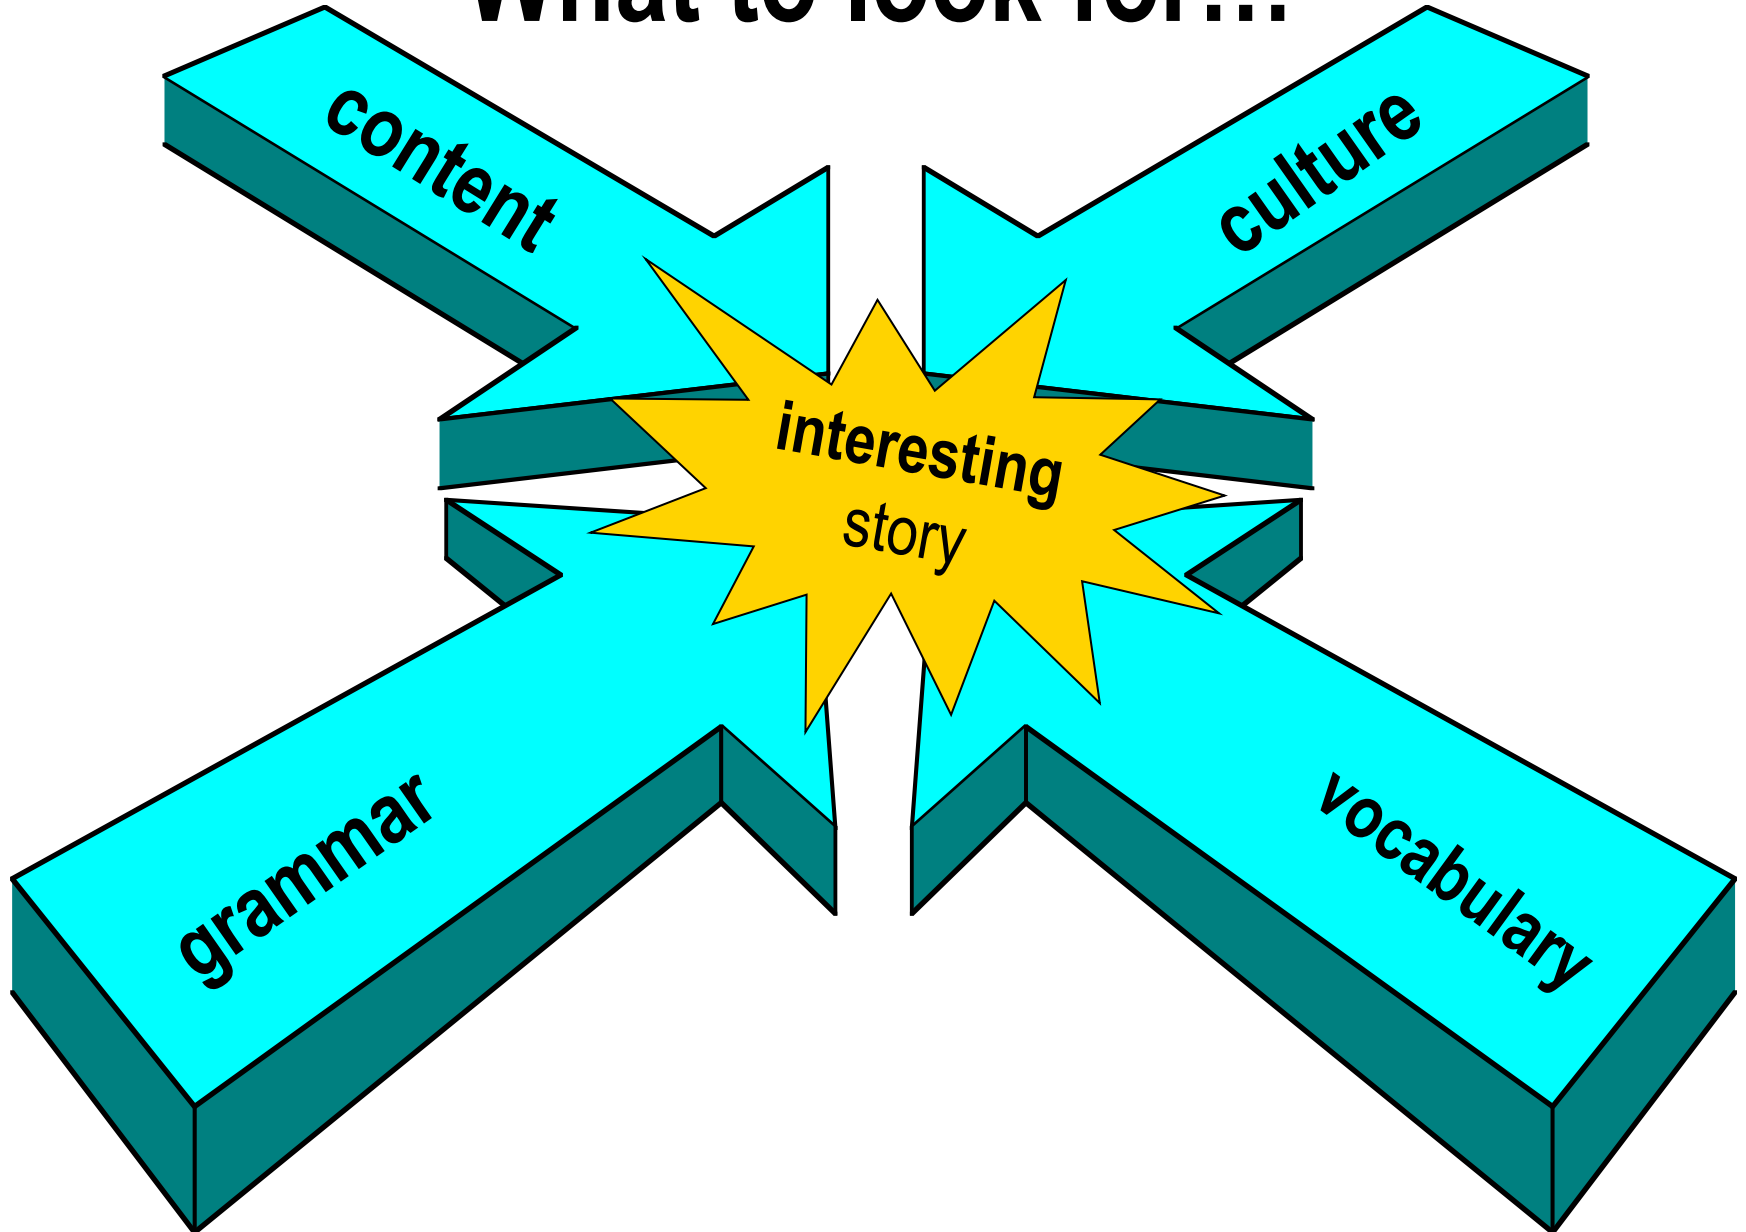 What to look for...
content
culture
interesting
story
grammar
vocabulary